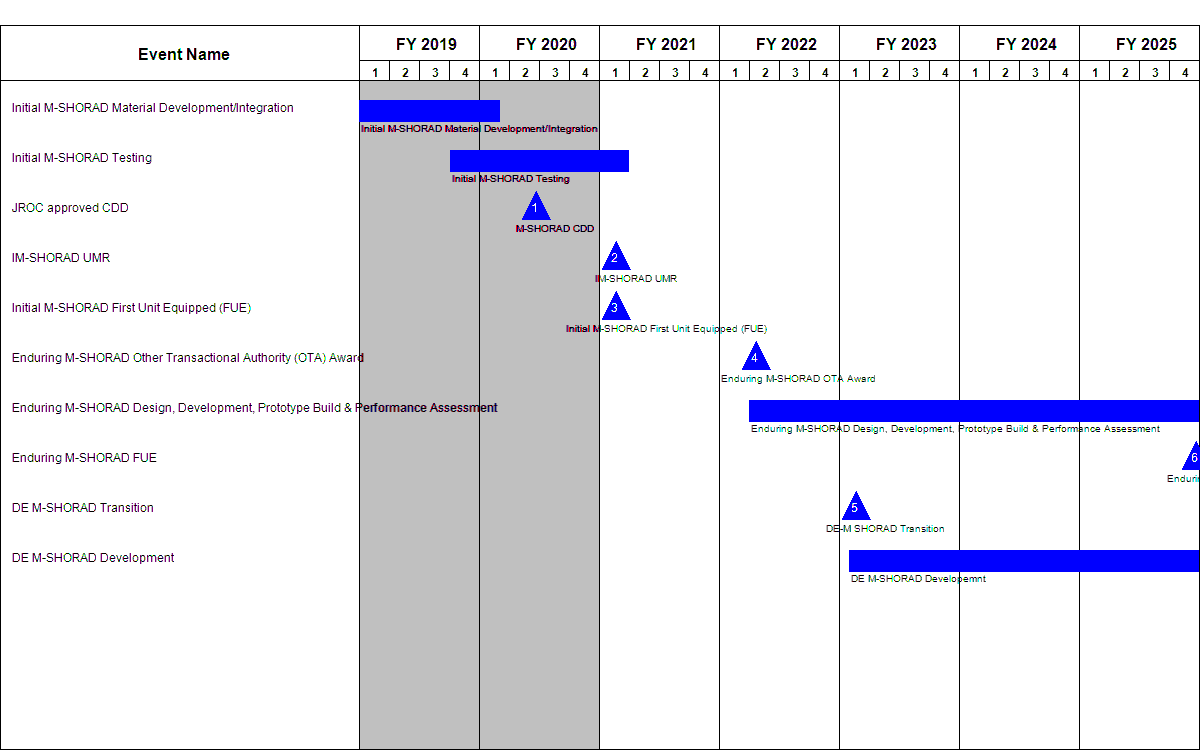 Event Name FY 2019 FY 2020 FY 2021 FY 2022 FY 2023 FY 2024 FY 2025
1 2 3 4 1 2 3 4 1 2 3 4 1 2 3 4 1 2 3 4 1 2 3 4 1 2 3 4
Initial M-SHORAD Material Development/Integration
Initial M-SHORAD Material Development/Integration
Initial M-SHORAD Testing
Initial M-SHORAD Testing
JROC approved CDD 1
M-SHORAD CDD
IM-SHORAD UMR 2
IM-SHORAD UMR
Initial M-SHORAD First Unit Equipped (FUE) 3
Initial M-SHORAD First Unit Equipped (FUE)
Enduring M-SHORAD Other Transactional Authority (OTA) Award 4
Enduring M-SHORAD OTA Award
Enduring M-SHORAD Design, Development, Prototype Build & Performance Assessment
Enduring M-SHORAD Design, Development, Prototype Build & Performance Assessment
Enduring M-SHORAD FUE 6
Endurin
DE M-SHORAD Transition 5
DE-M SHORAD Transition
DE M-SHORAD Development
DE M-SHORAD Developemnt